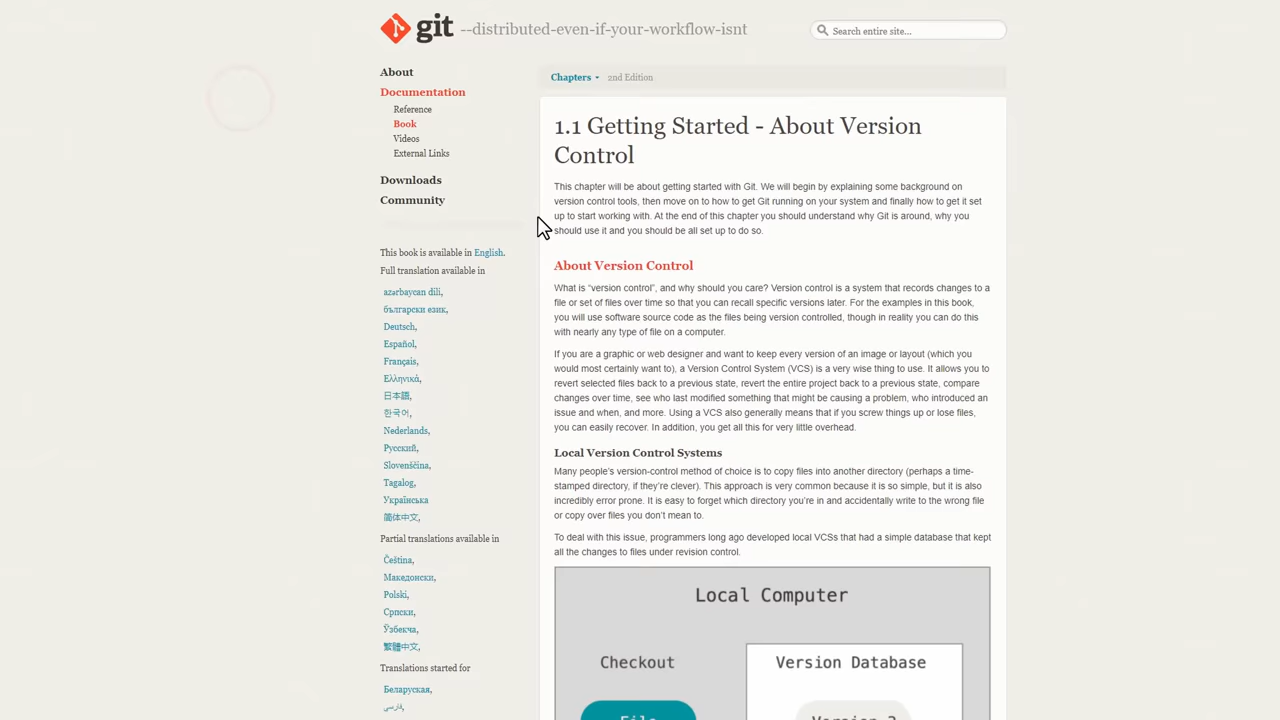 git --distributed-even-if-your-workflow-isnt
Search entire site...
About
Documentation
Reference
Book
Videos
External Links
Downloads
Community
This book is available in English.
Full translation available in
azərbaycan dili,
български език,
Deutsch,
Español,
Français,
Ελληνικά,
日本語,
한국어,
Nederlands,
Русский,
Slovenščina,
Tagalog,
Українська
简体中文,
Partial translations available in
Čeština,
Македонски,
Polski,
Српски,
Ўзбекча,
繁體中文,
Translations started for
Беларуская,
فارسی,
Chapters
2nd Edition
1.1 Getting Started - About Version
Control
This chapter will be about getting started with Git. We will begin by explaining some background on
version control tools, then move on to how to get Git running on your system and finally how to get it set
up to start working with. At the end of this chapter you should understand why Git is around, why you
should use it and you should be all set up to do so.
About Version Control
What is “version control”, and why should you care? Version control is a system that records changes to a
file or set of files over time so that you can recall specific versions later. For the examples in this book,
you will use software source code as the files being version controlled, though in reality you can do this
with nearly any type of file on a computer.
If you are a graphic or web designer and want to keep every version of an image or layout (which you
would most certainly want to), a Version Control System (VCS) is a very wise thing to use. It allows you to
revert selected files back to a previous state, revert the entire project back to a previous state, compare
changes over time, see who last modified something that might be causing a problem, who introduced an
issue and when, and more. Using a VCS also generally means that if you screw things up or lose files,
you can easily recover. In addition, you get all this for very little overhead.
Local Version Control Systems
Many people’s version-control method of choice is to copy files into another directory (perhaps a time-
stamped directory, if they’re clever). This approach is very common because it is so simple, but it is also
incredibly error prone. It is easy to forget which directory you’re in and accidentally write to the wrong file
or copy over files you don’t mean to.
To deal with this issue, programmers long ago developed local VCSs that had a simple database that kept
all the changes to files under revision control.
Local Computer
Checkout
Version Database
File
Version 3